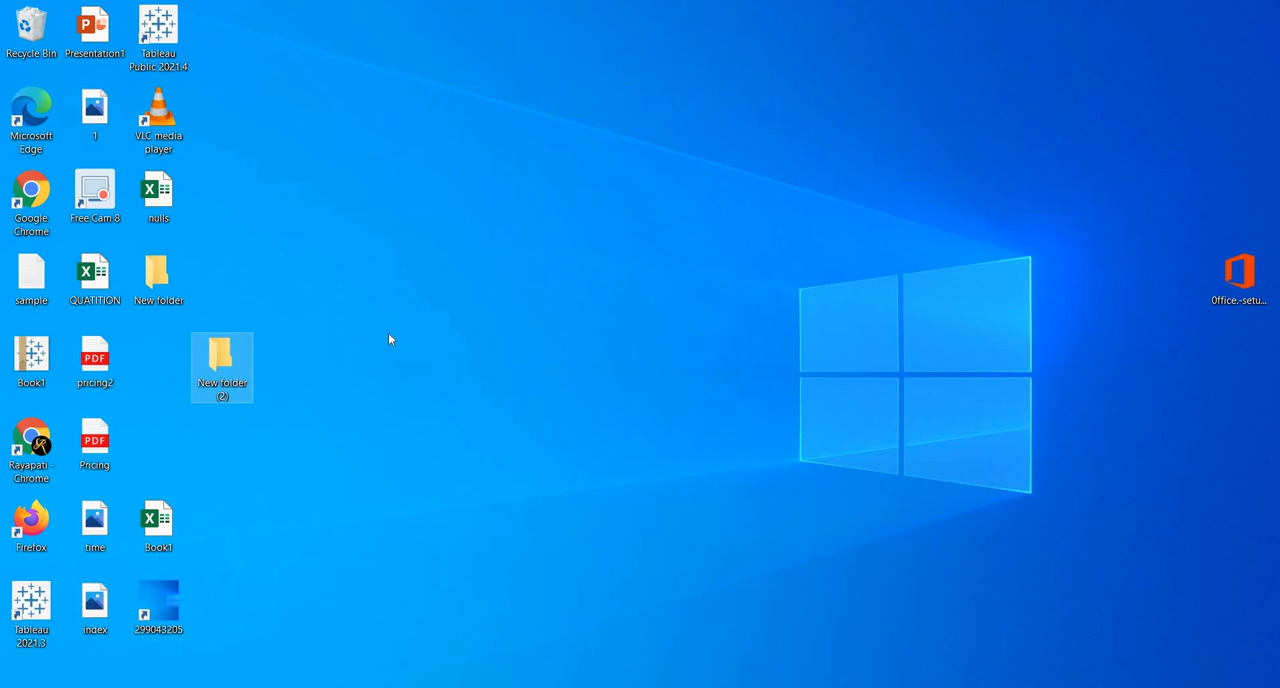 Recycle Bin
Presentation1
Tableau
Public 2021.4
Microsoft
Edge
1
VLC media
player
Google
Chrome
Free Cam 8
nulls
sample
QUATITION
New folder
Book1
pricing2
New folder
(2)
Rayapati -
Chrome
Pricing
Firefox
time
Book1
Tableau
2021.3
index
299043205
Office.-setu...
P
X
X
PDF
PDF
X